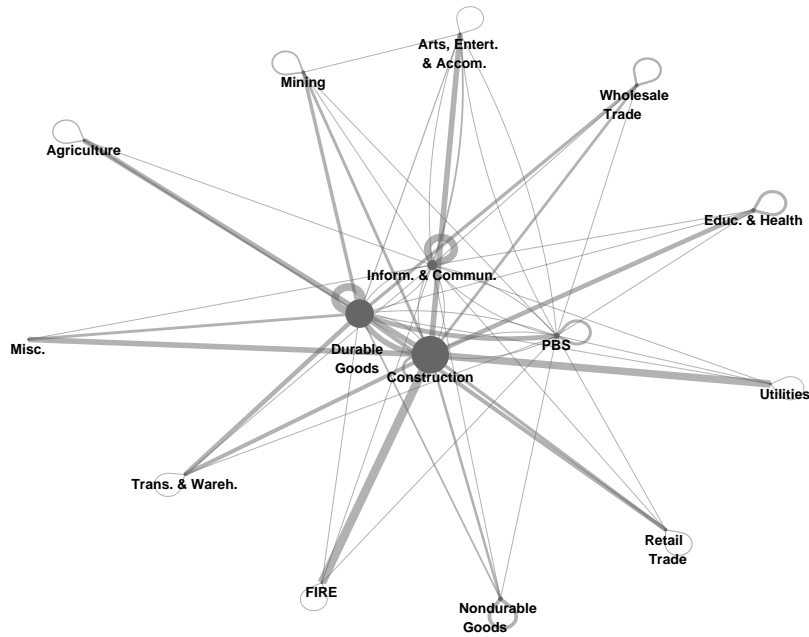 Arts, Entert.
& Accom.
Mining
Wholesale
Trade
Agriculture
Educ. & Health
Inform. & Commun.
Misc.
Durable
Goods
PBS
Construction
Utilities
Trans. & Wareh.
Retail
Trade
FIRE
Nondurable
Goods